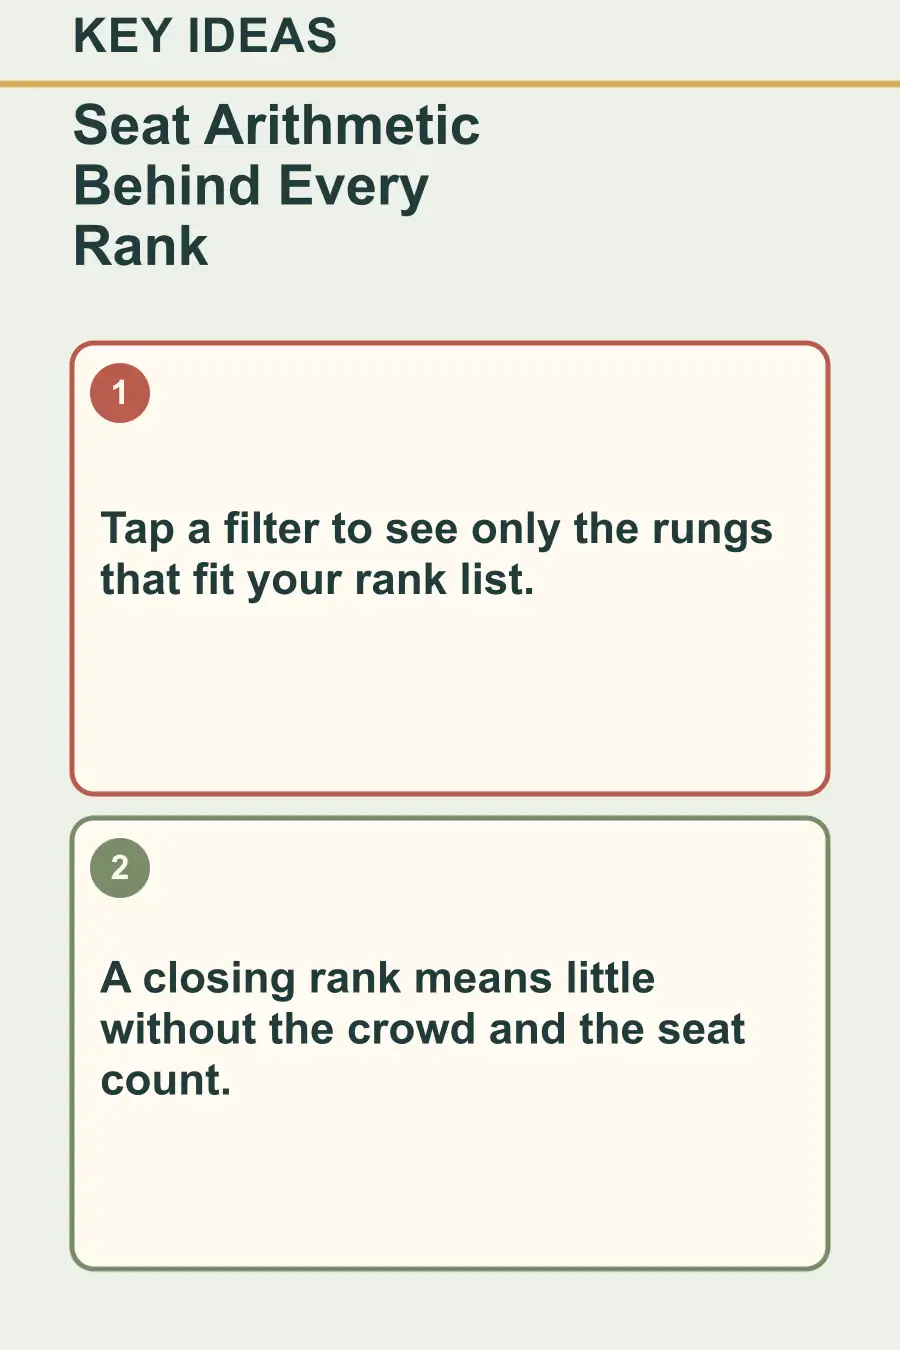 KEY IDEAS
Seat Arithmetic
Behind Every
Rank
1
Tap a filter to see only the rungs
that fit your rank list.
2
A closing rank means little
without the crowd and the seat
count.